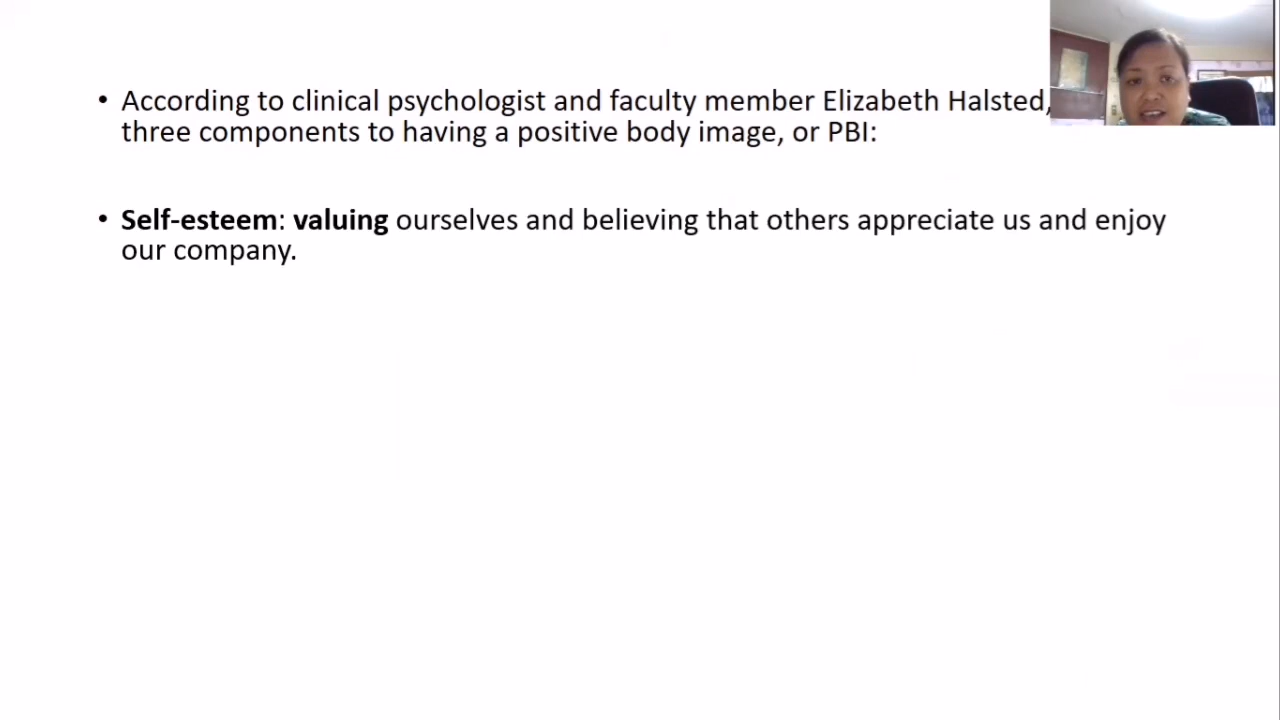 • According to clinical psychologist and faculty member Elizabeth Halsted,
three components to having a positive body image, or PBI:
• Self-esteem: valuing ourselves and believing that others appreciate us and enjoy
our company.